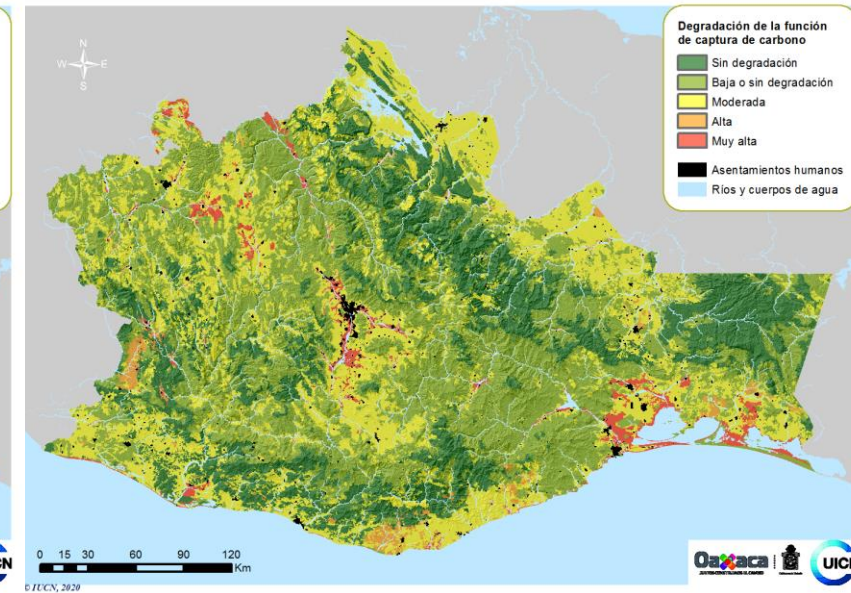 Degradación de la función
de captura de carbono
Sin degradación
Baja o sin degradación
Moderada
Alta
Muy alta
Asentamientos humanos
Ríos y cuerpos de agua
N
W E
S
0 15 30 60 90 120
Km
© IUCN, 2020
CN
Oaxaca
UICN